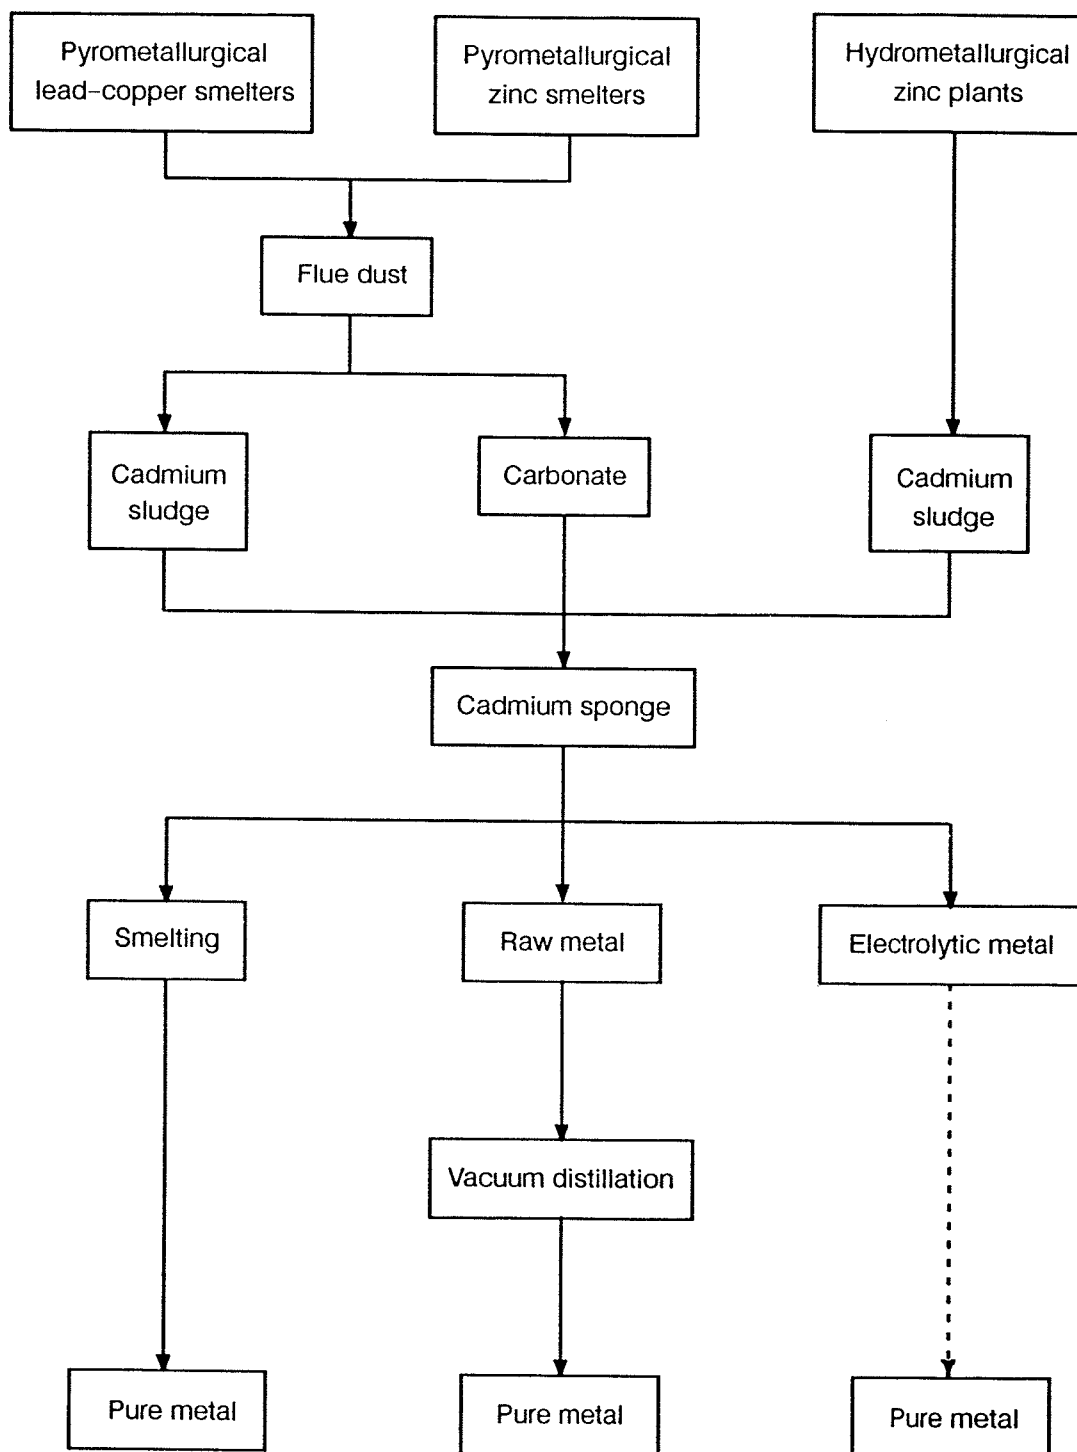 Pyrometallurgical
lead-copper smelters
Pyrometallurgical
zinc smelters
Hydrometallurgical
zinc plants
Flue dust
Cadmium
sludge
Carbonate
Cadmium
sludge
Cadmium sponge
Smelting
Raw metal
Electrolytic metal
Vacuum distillation
Pure metal
Pure metal
Pure metal